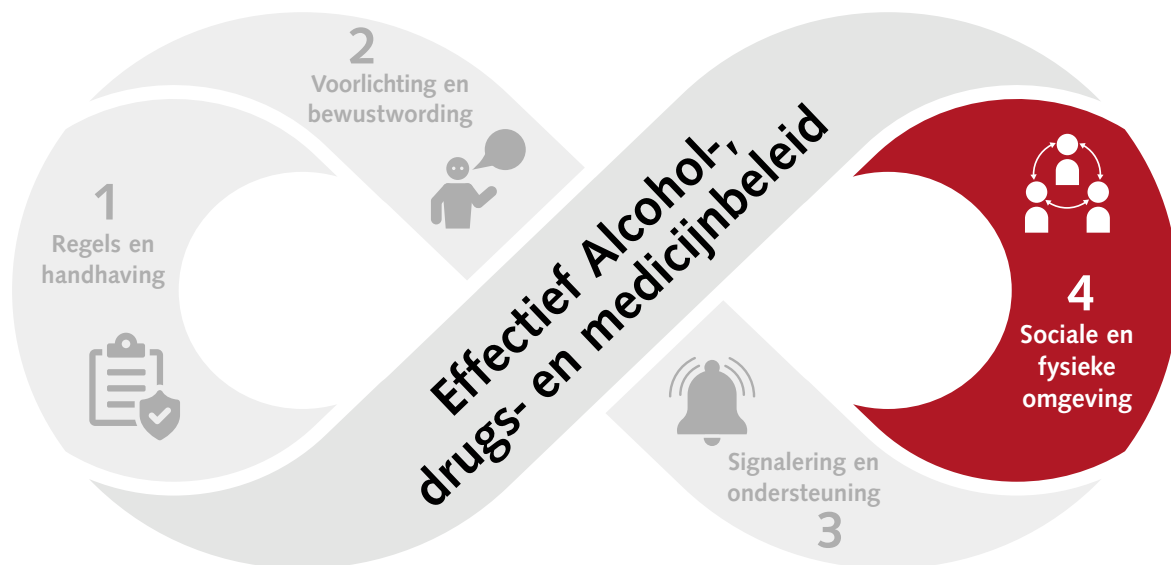 1
Regels en
handhaving
2
Voorlichting en
bewustwording
Effectief Alcohol-,
drugs- en medicijnbeleid
Signalering en
ondersteuning
3
4
Sociale en
fysieke
omgeving